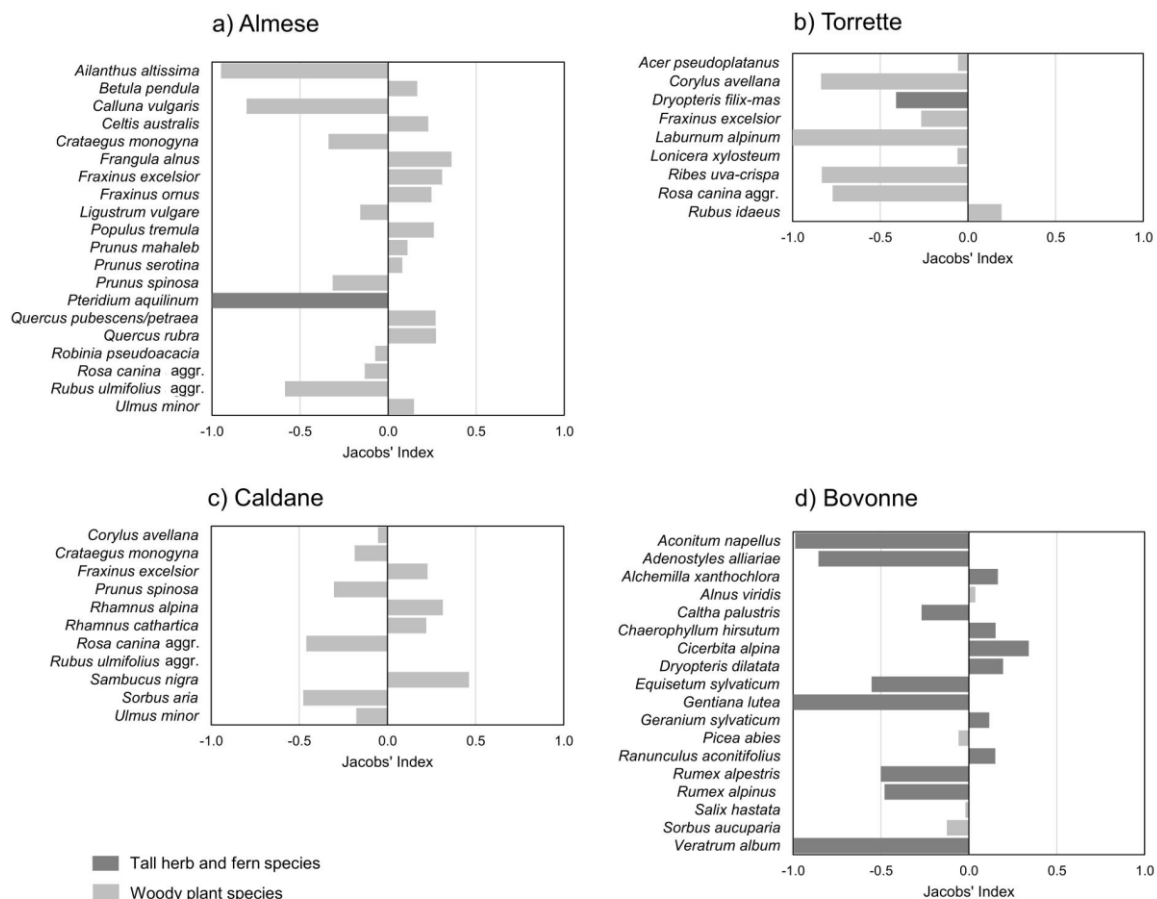 a) Almese
Ailanthus altissima
Betula pendula
Calluna vulgaris
Celtis australis
Crataegus monogyna
Frangula alnus
Fraxinus excelsior
Fraxinus ornus
Ligustrum vulgare
Populus tremula
Prunus mahaleb
Prunus serotina
Prunus spinosa
Pteridium aquilinum
Quercus pubescens/petraea
Quercus rubra
Robinia pseudoacacia
Rosa canina aggr.
Rubus ulmifolius aggr.
Ulmus minor
-1.0 -0.5 0.0 0.5 1.0
Jacobs' Index
b) Torrette
Acer pseudoplatanus
Corylus avellana
Dryopteris filix-mas
Fraxinus excelsior
Laburnum alpinum
Lonicera xylosteum
Ribes uva-crispa
Rosa canina aggr.
Rubus idaeus
-1.0 -0.5 0.0 0.5 1.0
Jacobs' Index
c) Caldane
Corylus avellana
Crataegus monogyna
Fraxinus excelsior
Prunus spinosa
Rhamnus alpina
Rhamnus cathartica
Rosa canina aggr.
Rubus ulmifolius aggr.
Sambucus nigra
Sorbus aria
Ulmus minor
-1.0 -0.5 0.0 0.5 1.0
Jacobs' Index
d) Bovonne
Aconitum napellus
Adenostyles alliariae
Alchemilla xanthochlora
Alnus viridis
Caltha palustris
Chaerophyllum hirsutum
Cicerbita alpina
Dryopteris dilatata
Equisetum sylvaticum
Gentiana lutea
Geranium sylvaticum
Picea abies
Ranunculus aconitifolius
Rumex alpestris
Rumex alpinus
Salix hastata
Sorbus aucuparia
Veratrum album
-1.0 -0.5 0.0 0.5 1.0
Jacobs' Index
Tall herb and fern species
Woody plant species